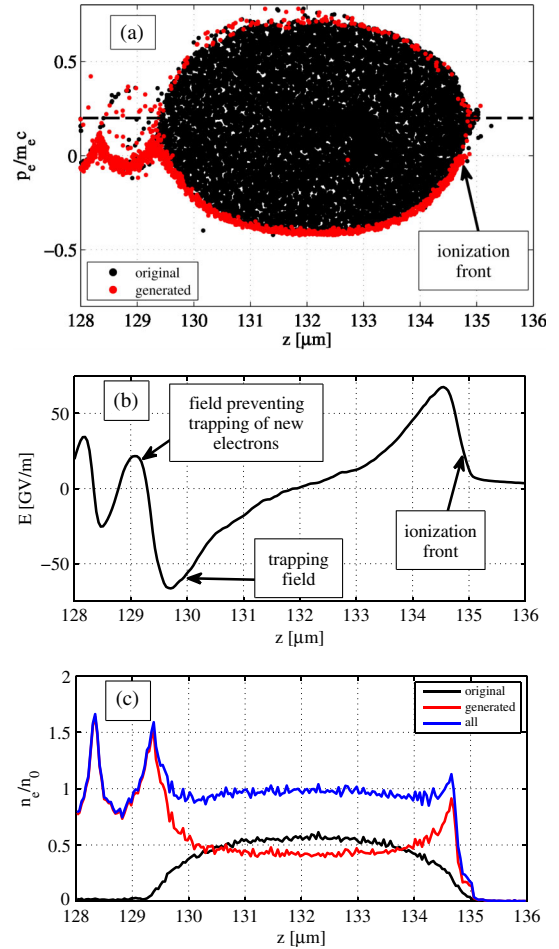 (a)
0.5
0
−0.5
p_e/m_e c
original
generated
ionization
front
128 129 130 131 132 133 134 135 136
z [µm]
(b)
field preventing
trapping of new
electrons
50
0
−50
E [GV/m]
trapping
field
ionization
front
128 129 130 131 132 133 134 135 136
z [µm]
(c)
original
generated
all
2
1.5
1
0.5
0
n_e/n_0
128 129 130 131 132 133 134 135 136
z [µm]